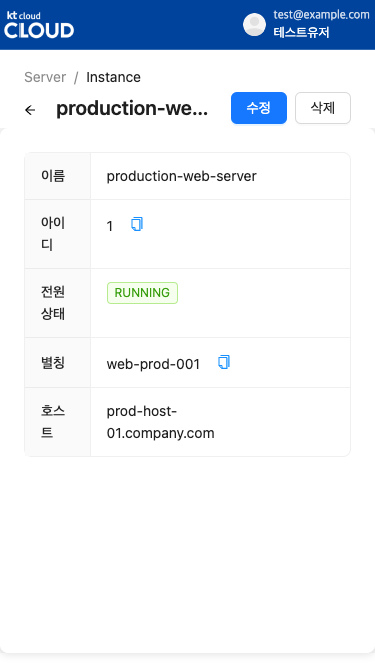 kt cloud
CLOUD
test@example.com
테스트유저
Server / Instance
← production-we...
수정
삭제
이름
production-web-server
아이
디
1
전원
상태
RUNNING
별칭
web-prod-001
호스
트
prod-host-
01.company.com